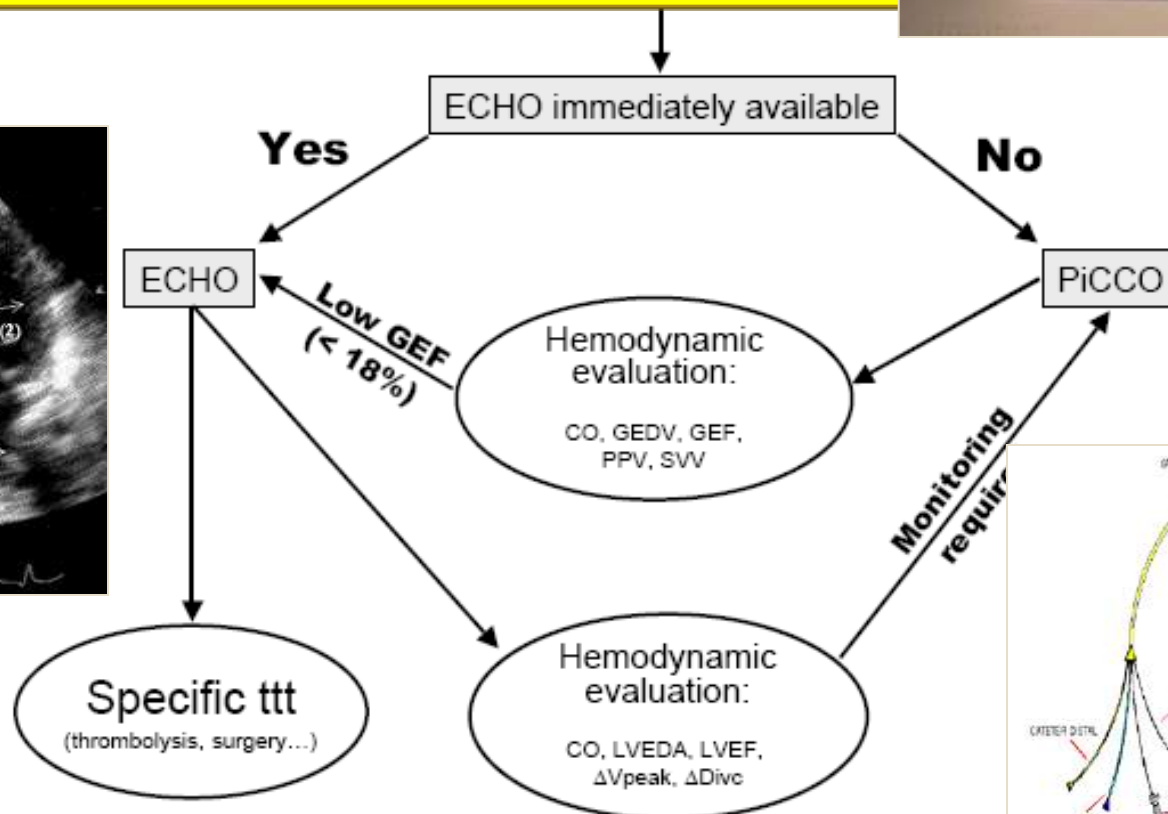 ECHO immediately available
Yes
No
ECHO
PiCCO
Low GEF
(< 18%)
Hemodynamic
evaluation:
CO, GEDV, GEF,
PPV, SVV
(2)
Monitoring
Hemodynamic
evaluation:
CO, LVEDA, LVEF,
ΔVpeak, ΔDivc
Specific ttt
(thrombolysis, surgery...)
CATETER DISTAL